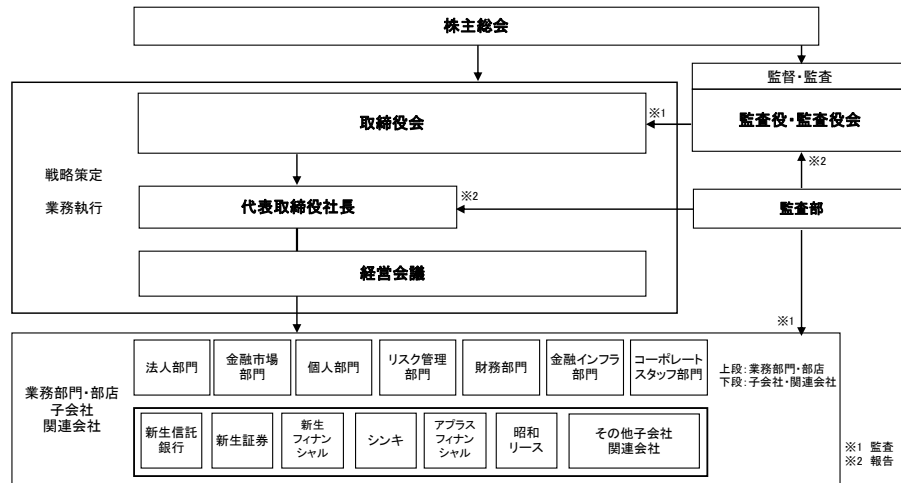 株主総会
監督・監査
監査役・監査役会
取締役会
※1
※2
戦略策定
業務執行
代表取締役社長
※2
監査部
経営会議
※1
業務部門・部店
子会社
関連会社
法人部門
金融市場
部門
個人部門
リスク管理
部門
財務部門
金融インフラ
部門
コーポレート
スタッフ部門
上段：業務部門・部店
下段：子会社・関連会社
新生信託
銀行
新生証券
新生
フィナン
シャル
シンキ
アプラス
フィナン
シャル
昭和
リース
その他子会社
関連会社
※1 監査
※2 報告